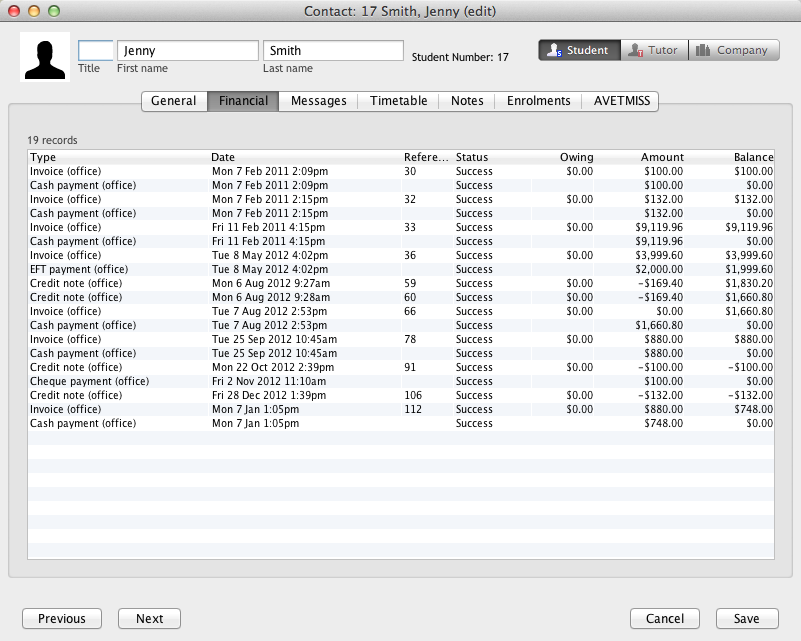 Contact: 17 Smith, Jenny (edit)
Jenny Smith Student Number: 17 Student Tutor Company
Title First name Last name
General Financial Messages Timetable Notes Enrolments AVETMISS
19 records
Type Date Refere... Status Owing Amount Balance
Invoice (office) Mon 7 Feb 2011 2:09pm 30 Success $0.00 $100.00 $100.00
Cash payment (office) Mon 7 Feb 2011 2:09pm Success $100.00 $0.00
Invoice (office) Mon 7 Feb 2011 2:15pm 32 Success $0.00 $132.00 $132.00
Cash payment (office) Mon 7 Feb 2011 2:15pm Success $132.00 $0.00
Invoice (office) Fri 11 Feb 2011 4:15pm 33 Success $0.00 $9,119.96 $9,119.96
Cash payment (office) Fri 11 Feb 2011 4:15pm Success $9,119.96 $0.00
Invoice (office) Tue 8 May 2012 4:02pm 36 Success $0.00 $3,999.60 $3,999.60
EFT payment (office) Tue 8 May 2012 4:02pm Success $2,000.00 $1,999.60
Credit note (office) Mon 6 Aug 2012 9:27am 59 Success $0.00 -$169.40 $1,830.20
Credit note (office) Mon 6 Aug 2012 9:28am 60 Success $0.00 -$169.40 $1,660.80
Invoice (office) Tue 7 Aug 2012 2:53pm 66 Success $0.00 $0.00 $1,660.80
Cash payment (office) Tue 7 Aug 2012 2:53pm Success $1,660.80 $0.00
Invoice (office) Tue 25 Sep 2012 10:45am 78 Success $0.00 $880.00 $880.00
Cash payment (office) Tue 25 Sep 2012 10:45am Success $880.00 $0.00
Credit note (office) Mon 22 Oct 2012 2:39pm 91 Success $0.00 -$100.00 -$100.00
Cheque payment (office) Fri 2 Nov 2012 11:10am Success $100.00 $0.00
Credit note (office) Fri 28 Dec 2012 1:39pm 106 Success $0.00 -$132.00 -$132.00
Invoice (office) Mon 7 Jan 1:05pm 112 Success $0.00 $880.00 $748.00
Cash payment (office) Mon 7 Jan 1:05pm Success $748.00 $0.00
Previous Next Cancel Save